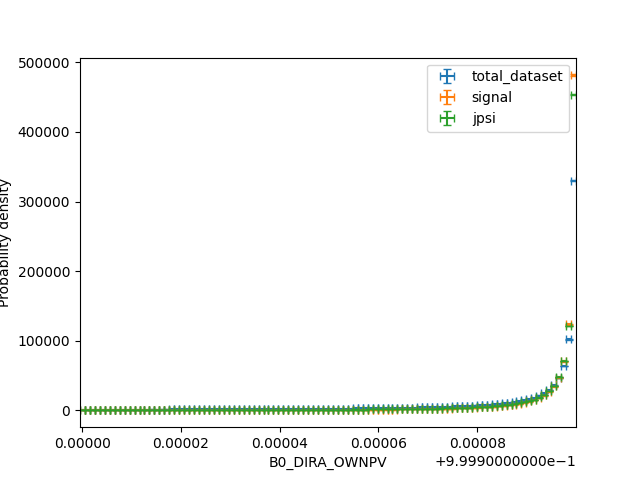 500000
400000
300000
200000
100000
0
Probability density
total_dataset
signal
jpsi
0.00000
0.00002
0.00004
0.00006
0.00008
B0_DIRA_OWNPV
+9.9990000000e−1